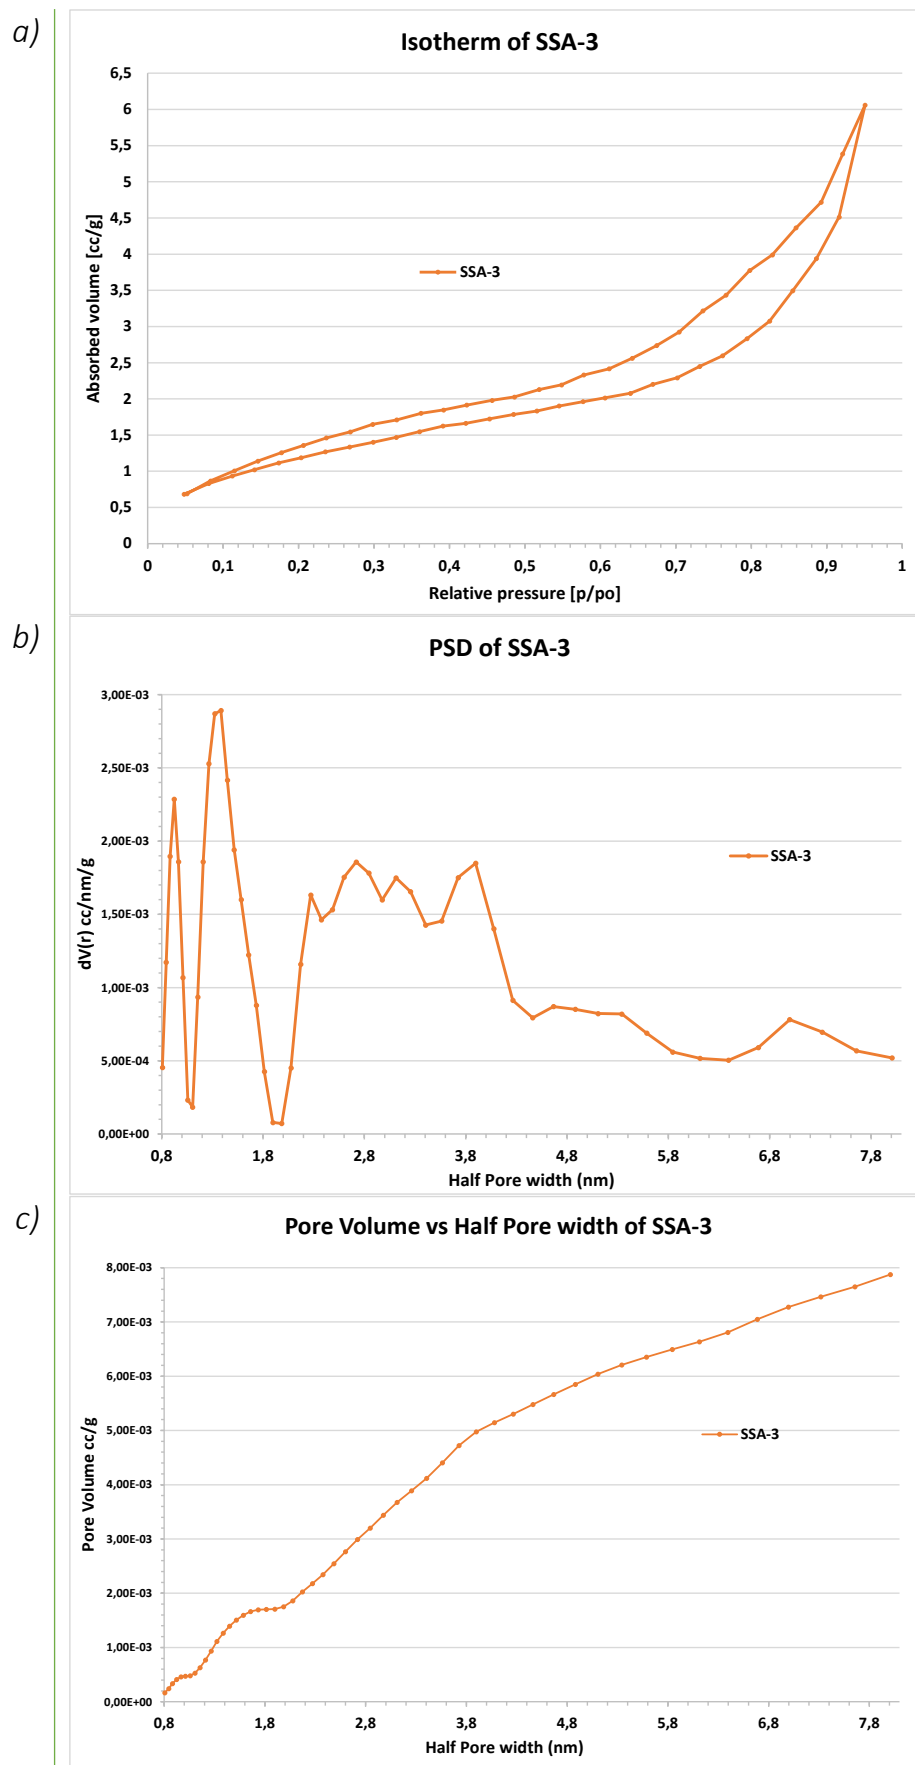 a)
Isotherm of SSA-3
6,5
6
5,5
5
4,5
4
3,5
3
2,5
2
1,5
1
0,5
0
Absorbed volume [cc/g]
SSA-3
0 0,1 0,2 0,3 0,4 0,5 0,6 0,7 0,8 0,9 1
Relative pressure [p/po]
b)
PSD of SSA-3
3,00E-03
2,50E-03
2,00E-03
1,50E-03
1,00E-03
5,00E-04
0,00E+00
dV(r) cc/nm/g
SSA-3
0,8 1,8 2,8 3,8 4,8 5,8 6,8 7,8
Half Pore width (nm)
c)
Pore Volume vs Half Pore width of SSA-3
8,00E-03
7,00E-03
6,00E-03
5,00E-03
4,00E-03
3,00E-03
2,00E-03
1,00E-03
0,00E+00
Pore Volume cc/g
SSA-3
0,8 1,8 2,8 3,8 4,8 5,8 6,8 7,8
Half Pore width (nm)